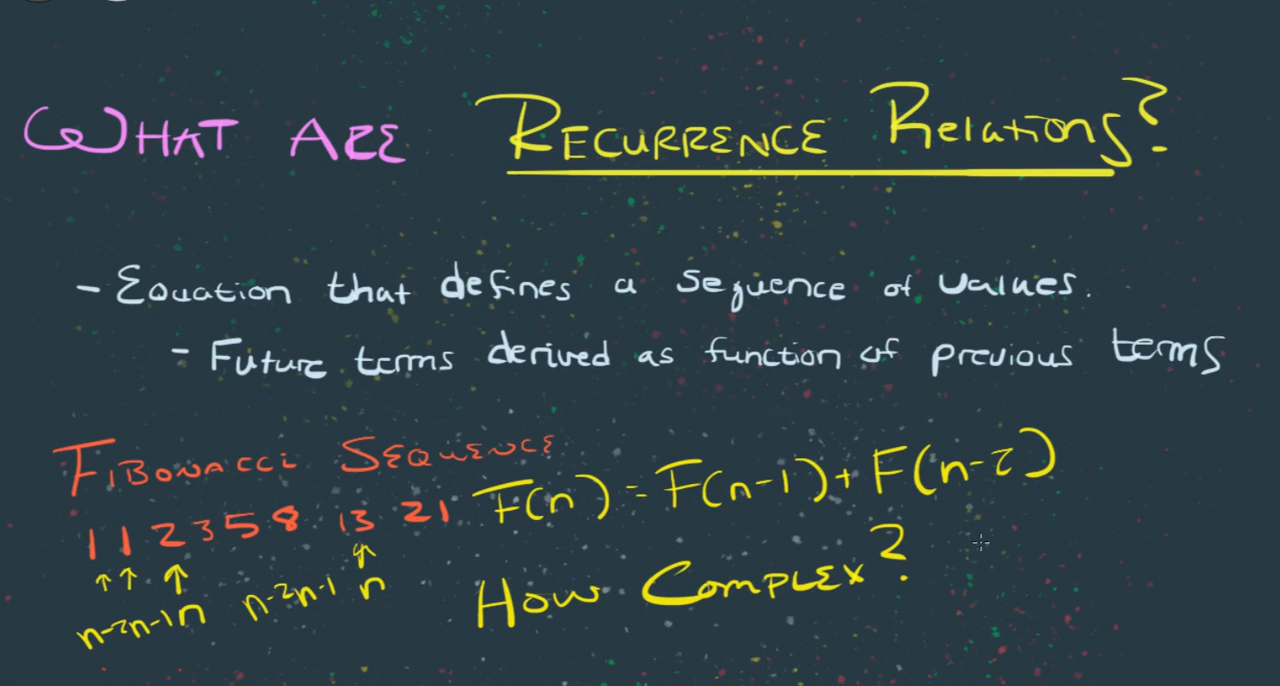 WHAT ARE RECURRENCE Relations?
- Equation that defines a sequence of values.
- Future terms derived as function of previous terms
FIBONACCI SEQUENCE
F(n) = F(n-1) + F(n-2)
1 1 2 3 5 8 13 21
↑ ↑ ↑ ↑
n-2 n-1 n n-2 n-1 n
How Complex?